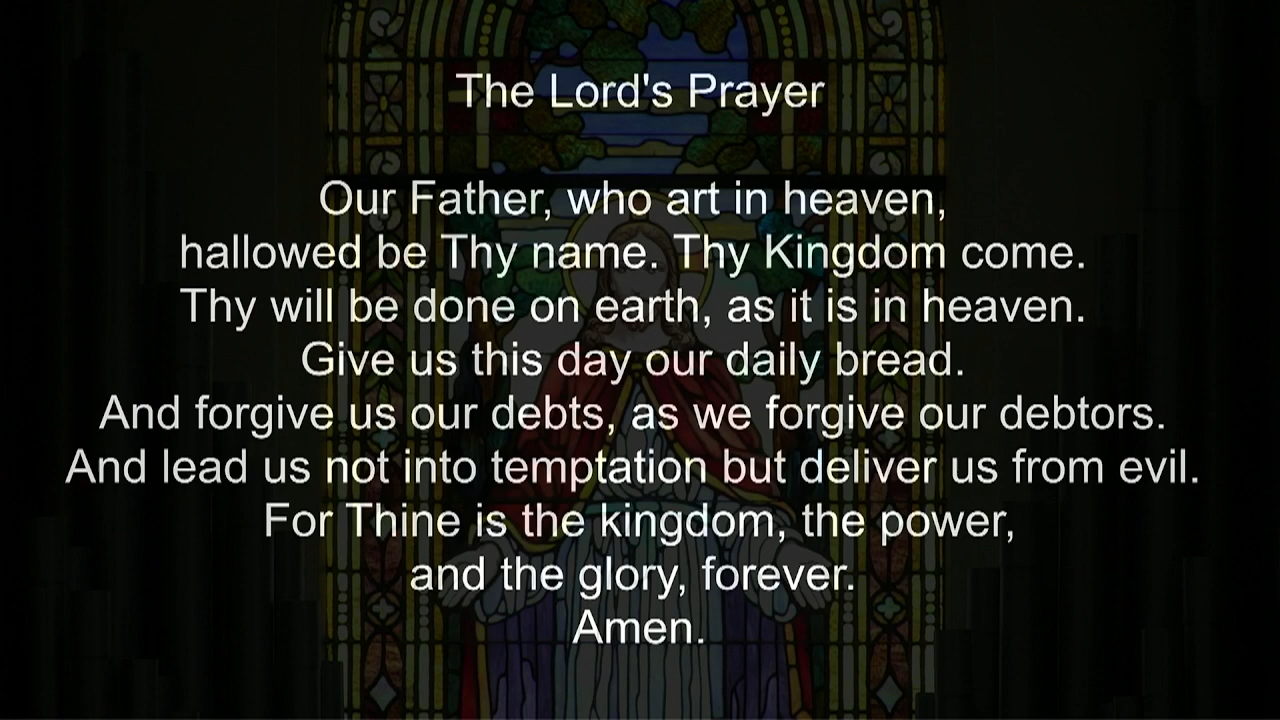 The Lord's Prayer
Our Father, who art in heaven,
hallowed be Thy name. Thy Kingdom come.
Thy will be done on earth, as it is in heaven.
Give us this day our daily bread.
And forgive us our debts, as we forgive our debtors.
And lead us not into temptation but deliver us from evil.
For Thine is the kingdom, the power,
and the glory, forever.
Amen.